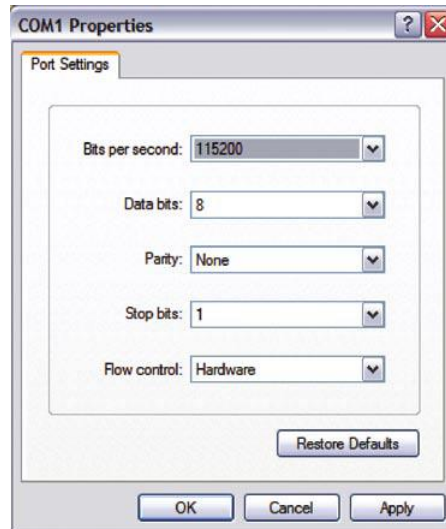 COM1 Properties
Port Settings
Bits per second: 115200
Data bits: 8
Parity: None
Stop bits: 1
Flow control: Hardware
Restore Defaults
OK Cancel Apply